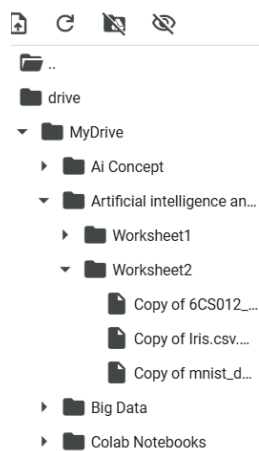 ..
drive
MyDrive
Ai Concept
Artificial intelligence an...
Worksheet1
Worksheet2
Copy of 6CS012_...
Copy of Iris.csv....
Copy of mnist_d...
Big Data
Colab Notebooks